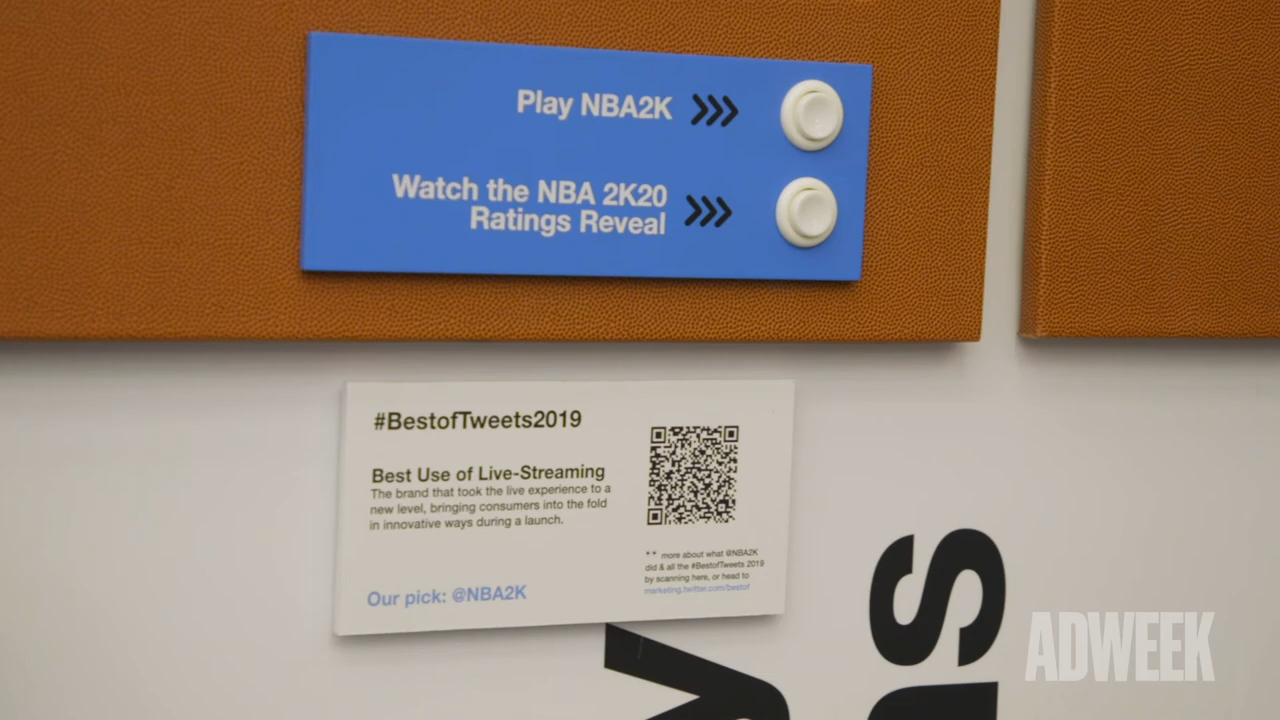 Play NBA2K >>>
Watch the NBA 2K20
Ratings Reveal >>>
#BestofTweets2019
Best Use of Live-Streaming
The brand that took the live experience to a
new level, bringing consumers into the fold
in innovative ways during a launch.
Our pick: @NBA2K
more about what @NBA2K
did & all the #BestofTweets 2019
by scanning here, or head to
marketing.twitter.com/bestof
y
s
ADWEEK